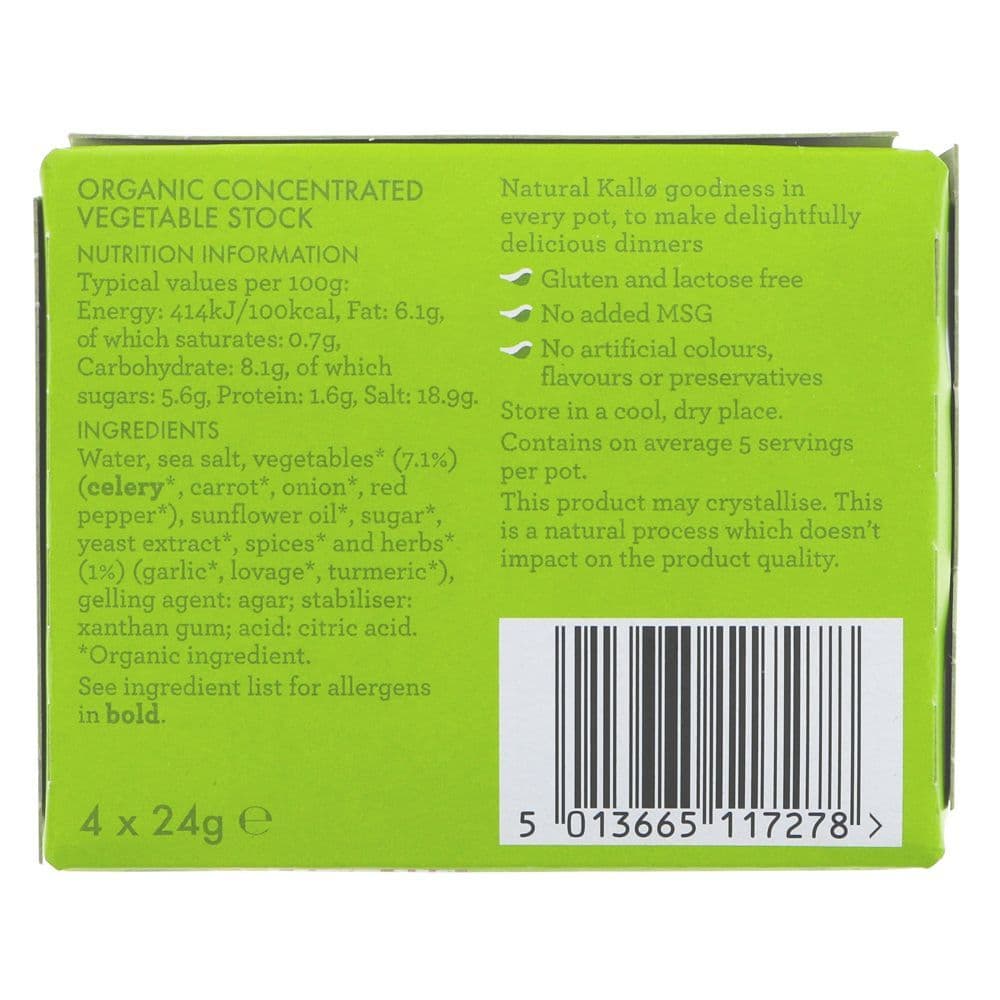 ORGANIC CONCENTRATED
VEGETABLE STOCK
NUTRITION INFORMATION
Typical values per 100g:
Energy: 414kJ/100kcal, Fat: 6.1g,
of which saturates: 0.7g,
Carbohydrate: 8.1g, of which
sugars: 5.6g, Protein: 1.6g, Salt: 18.9g.
INGREDIENTS
Water, sea salt, vegetables* (7.1%)
(celery*, carrot*, onion*, red
pepper*), sunflower oil*, sugar*,
yeast extract*, spices* and herbs*
(1%) (garlic*, lovage*, turmeric*),
gelling agent: agar; stabiliser:
xanthan gum; acid: citric acid.
*Organic ingredient.
See ingredient list for allergens
in bold.
4 x 24g ℮
Natural Kallø goodness in
every pot, to make delightfully
delicious dinners
Gluten and lactose free
No added MSG
No artificial colours,
flavours or preservatives
Store in a cool, dry place.
Contains on average 5 servings
per pot.
This product may crystallise. This
is a natural process which doesn't
impact on the product quality.
5 013665 117278 >